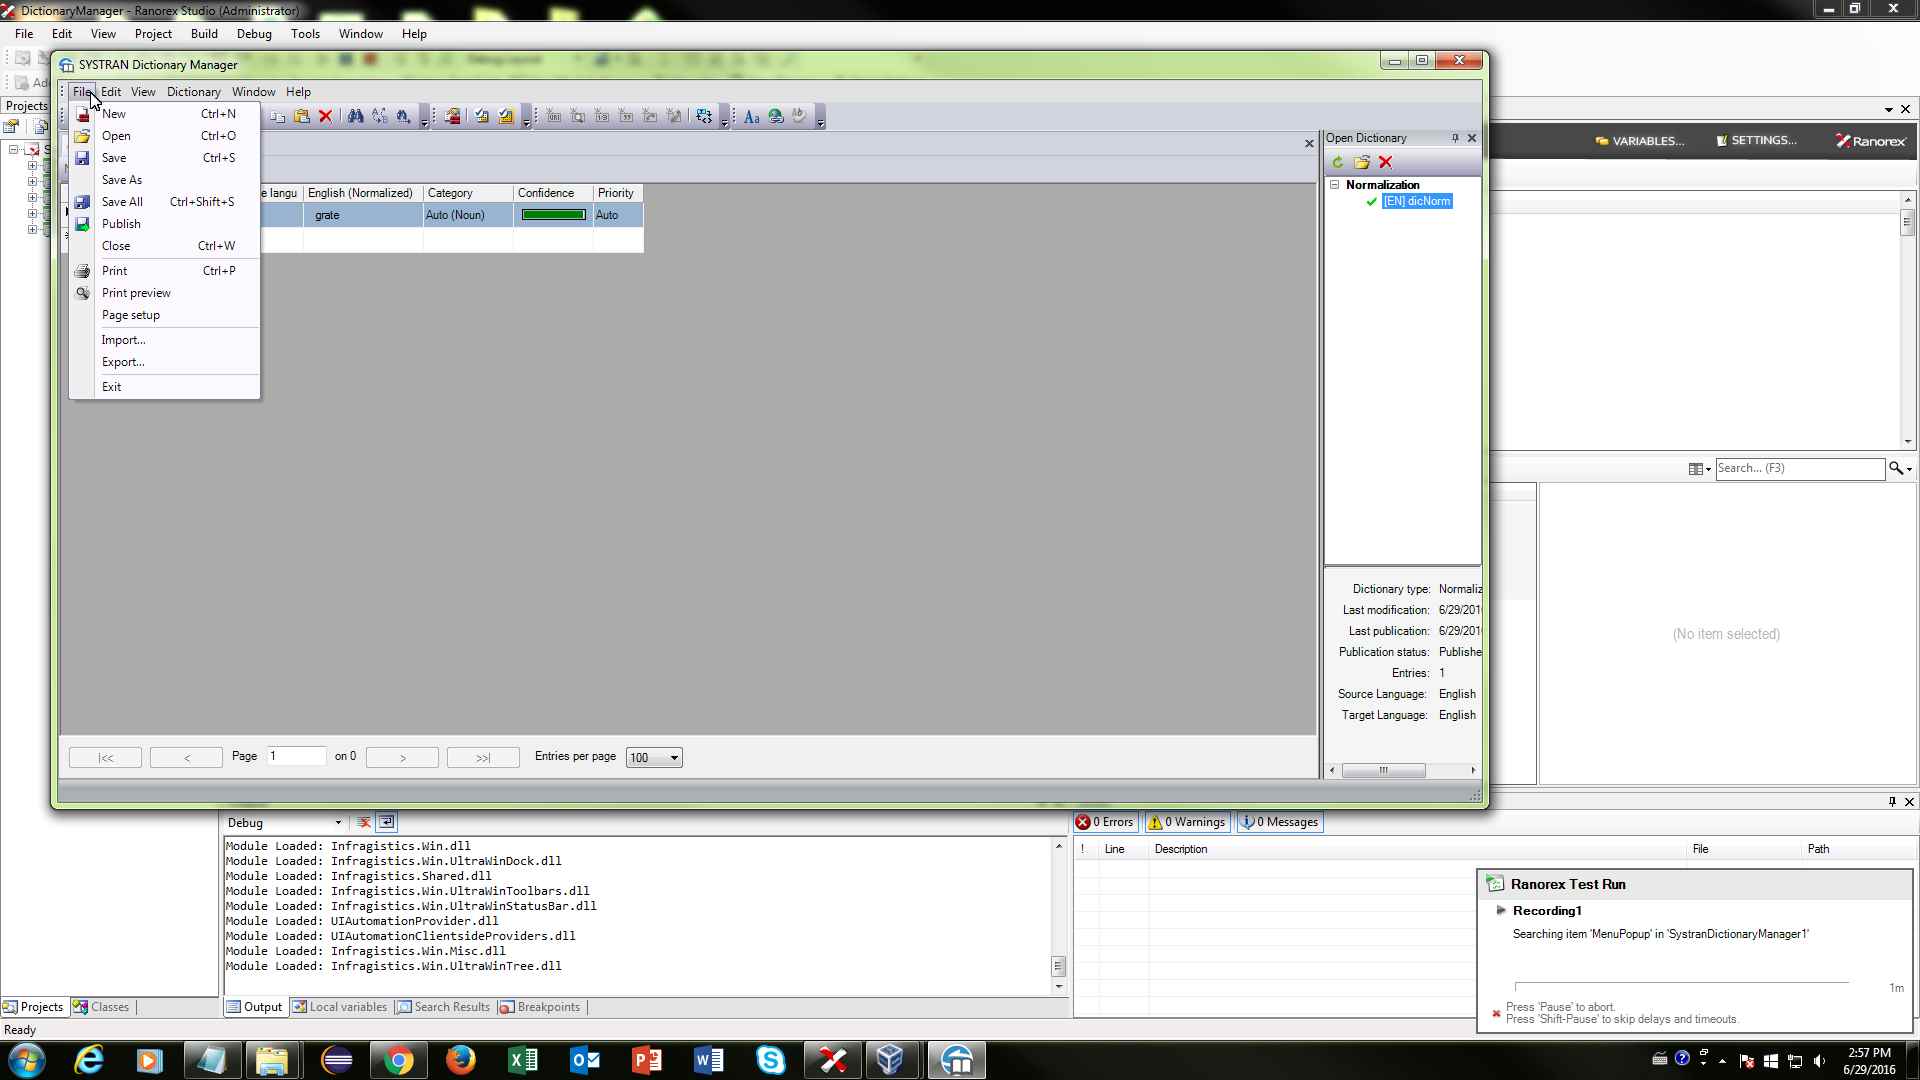 DictionaryManager - Ranorex Studio (Administrator)
File Edit View Project Build Debug Tools Window Help
Projects
VARIABLES... SETTINGS... Ranorex
Search... (F3)
(No item selected)
SYSTRAN Dictionary Manager
File Edit View Dictionary Window Help
New Ctrl+N
Open Ctrl+O
Save Ctrl+S
Save As
Save All Ctrl+Shift+S
Publish
Close Ctrl+W
Print Ctrl+P
Print preview
Page setup
Import...
Export...
Exit
e langu English (Normalized) Category Confidence Priority
grate Auto (Noun) Auto
Open Dictionary
Normalization
[EN] dicNorm
Dictionary type: Normaliz
Last modification: 6/29/201
Last publication: 6/29/201
Publication status: Publishe
Entries: 1
Source Language: English
Target Language: English
|<< < Page 1 on 0 > >>| Entries per page 100
Debug
Module Loaded: Infragistics.Win.dll
Module Loaded: Infragistics.Win.UltraWinDock.dll
Module Loaded: Infragistics.Shared.dll
Module Loaded: Infragistics.Win.UltraWinToolbars.dll
Module Loaded: Infragistics.Win.UltraWinStatusBar.dll
Module Loaded: UIAutomationProvider.dll
Module Loaded: UIAutomationClientsideProviders.dll
Module Loaded: Infragistics.Win.Misc.dll
Module Loaded: Infragistics.Win.UltraWinTree.dll
0 Errors 0 Warnings 0 Messages
! Line Description File Path
Ranorex Test Run
Recording1
Searching item 'MenuPopup' in 'SystranDictionaryManager1'
1m
Press 'Pause' to abort.
Press 'Shift-Pause' to skip delays and timeouts.
Projects Classes
Output Local variables Search Results Breakpoints
Ready
2:57 PM
6/29/2016